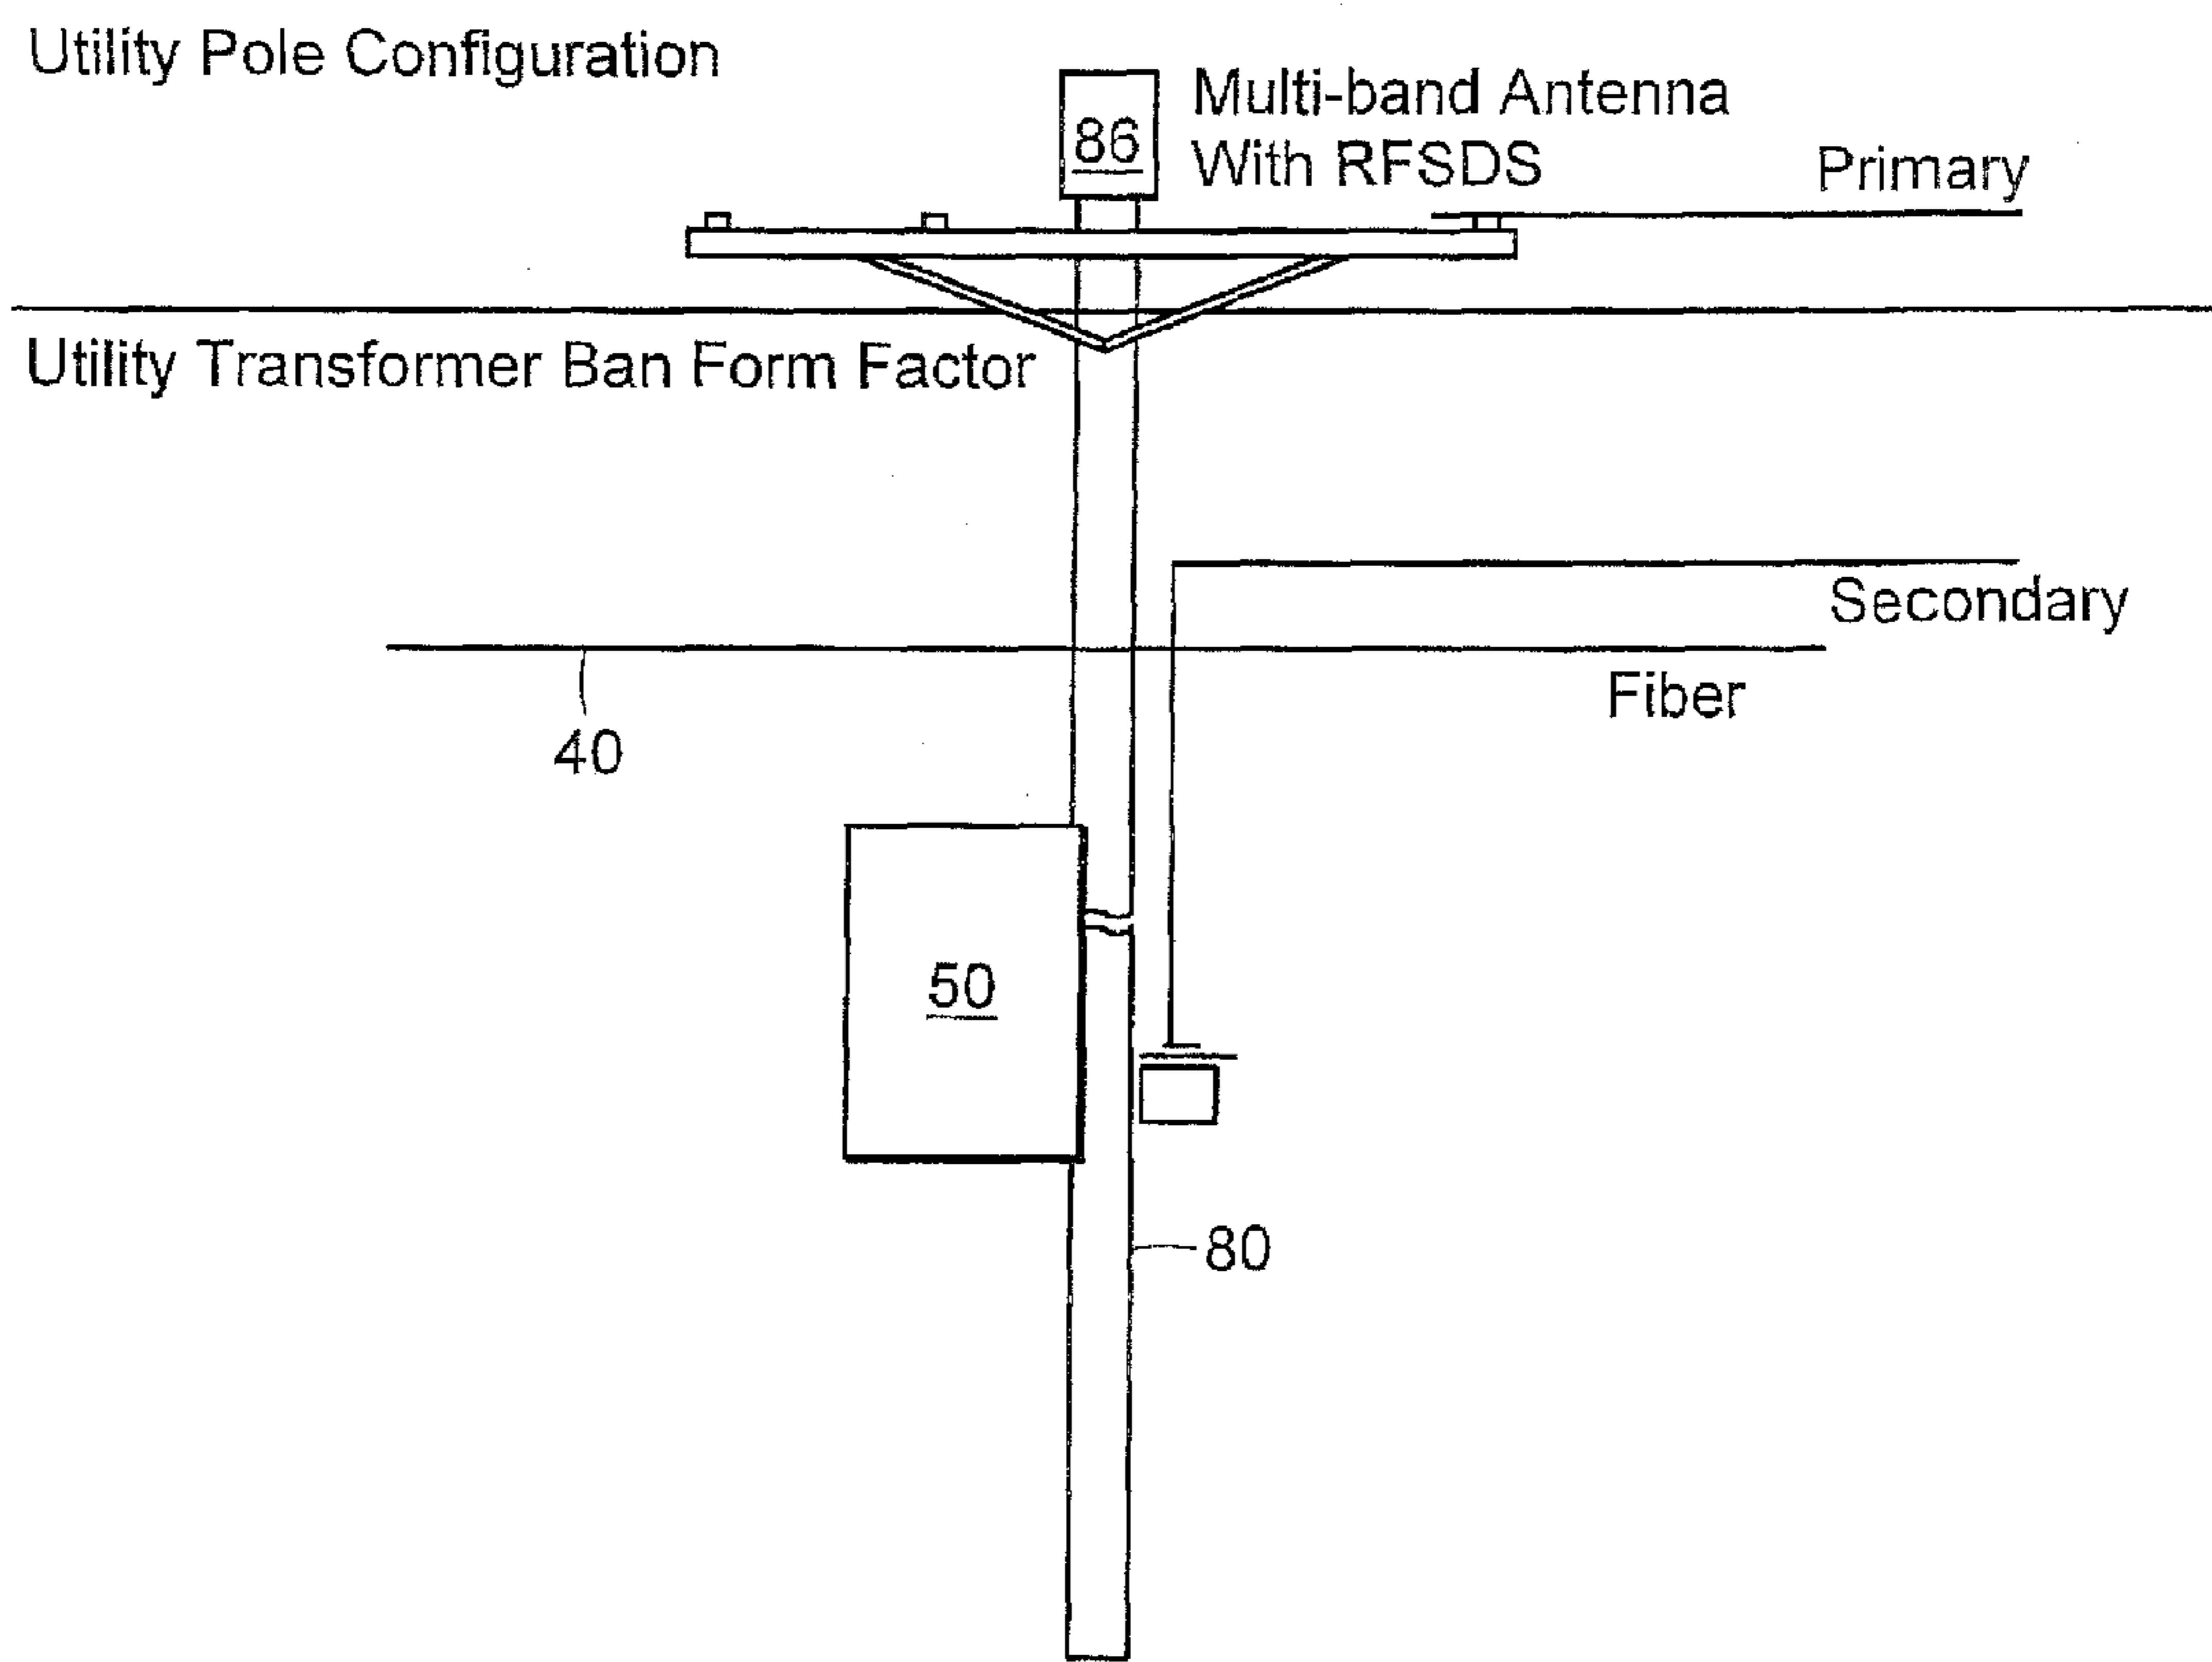 Utility Pole Configuration
86
Multi-band Antenna
With RFSDS
Primary
Utility Transformer Ban Form Factor
Secondary
Fiber
40
50
80